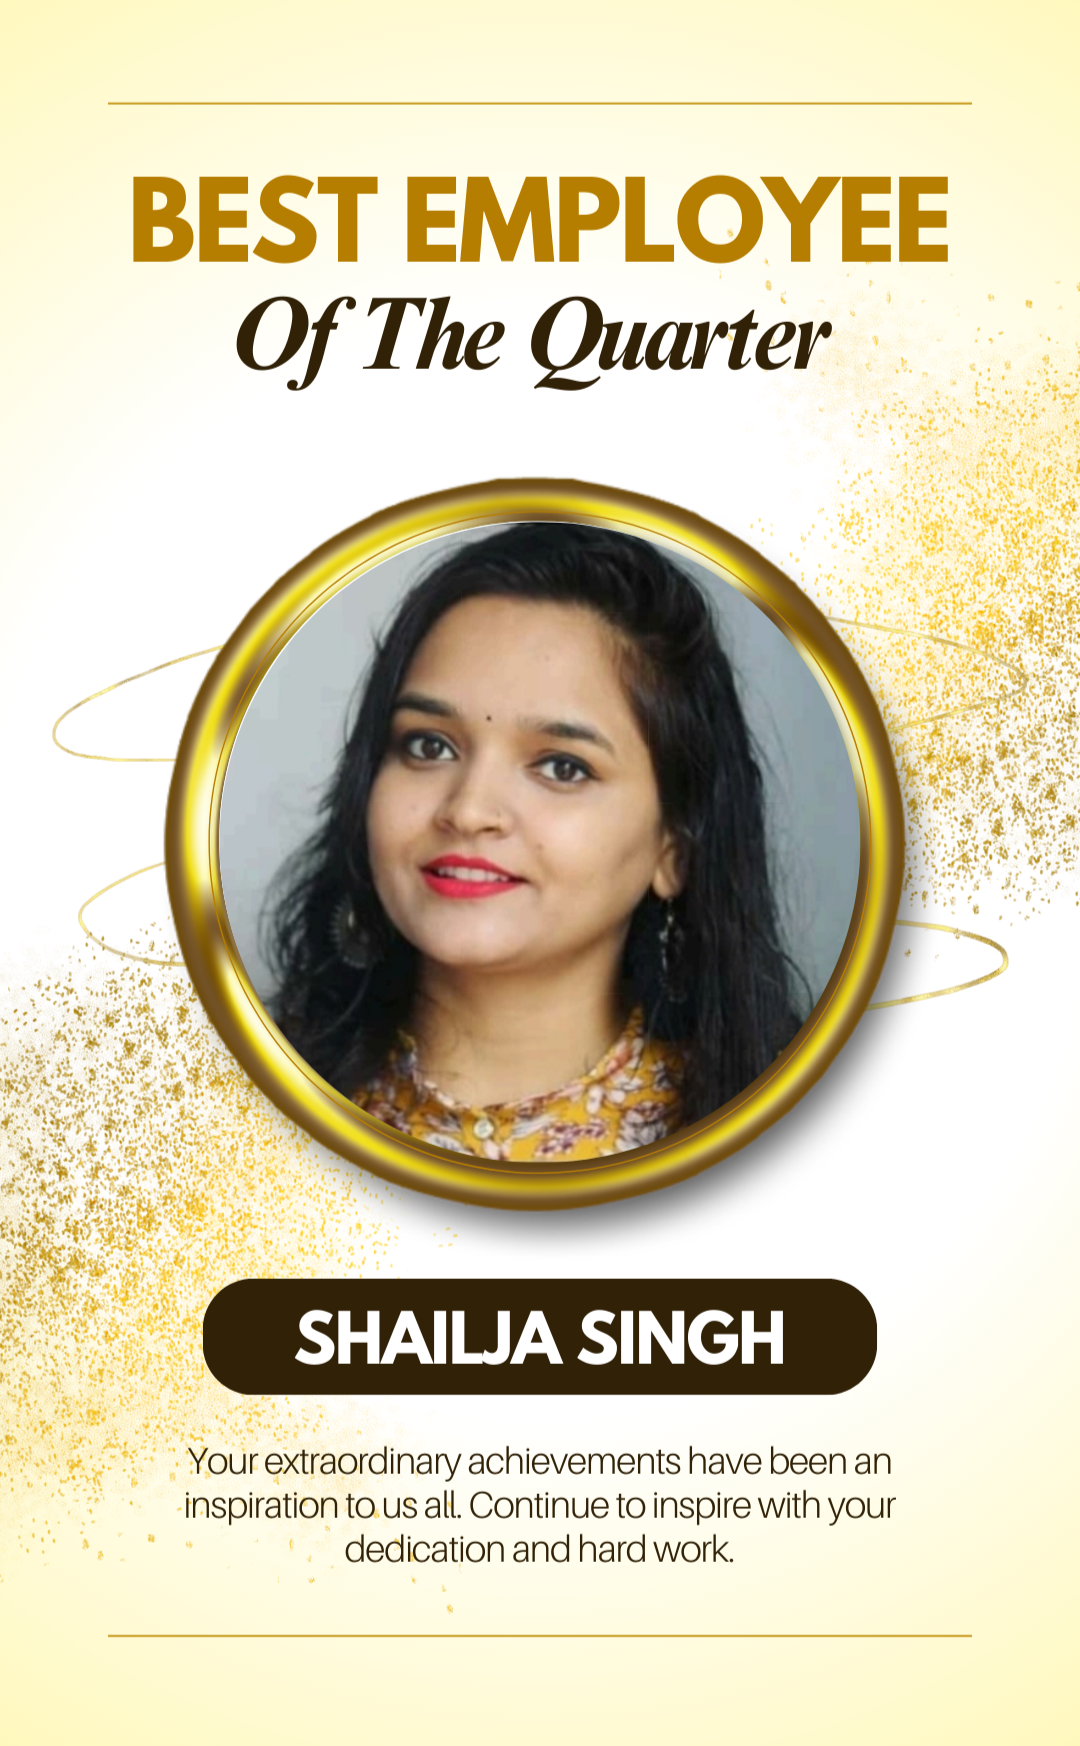 BEST EMPLOYEE
Of The Quarter
SHAILJA SINGH
Your extraordinary achievements have been an
inspiration to us all. Continue to inspire with your
dedication and hard work.